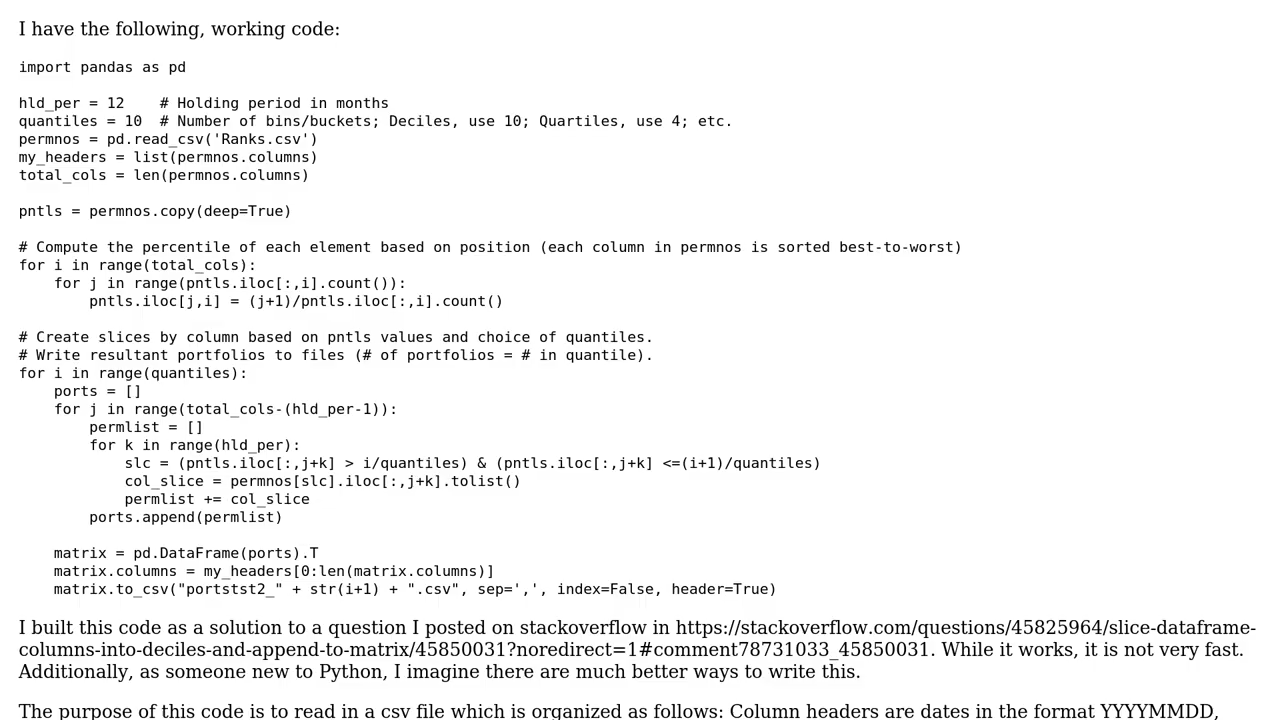 I have the following, working code:
import pandas as pd
hld_per = 12    # Holding period in months
quantiles = 10  # Number of bins/buckets; Deciles, use 10; Quartiles, use 4; etc.
permnos = pd.read_csv('Ranks.csv')
my_headers = list(permnos.columns)
total_cols = len(permnos.columns)
pntls = permnos.copy(deep=True)
# Compute the percentile of each element based on position (each column in permnos is sorted best-to-worst)
for i in range(total_cols):
    for j in range(pntls.iloc[:,i].count()):
        pntls.iloc[j,i] = (j+1)/pntls.iloc[:,i].count()
# Create slices by column based on pntls values and choice of quantiles.
# Write resultant portfolios to files (# of portfolios = # in quantile).
for i in range(quantiles):
    ports = []
    for j in range(total_cols-(hld_per-1)):
        permlist = []
        for k in range(hld_per):
            slc = (pntls.iloc[:,j+k] > i/quantiles) & (pntls.iloc[:,j+k] <=(i+1)/quantiles)
            col_slice = permnos[slc].iloc[:,j+k].tolist()
            permlist += col_slice
        ports.append(permlist)
    matrix = pd.DataFrame(ports).T
    matrix.columns = my_headers[0:len(matrix.columns)]
    matrix.to_csv("portstst2_" + str(i+1) + ".csv", sep=',', index=False, header=True)
I built this code as a solution to a question I posted on stackoverflow in https://stackoverflow.com/questions/45825964/slice-dataframe-
columns-into-deciles-and-append-to-matrix/45850031?noredirect=1#comment78731033_45850031. While it works, it is not very fast.
Additionally, as someone new to Python, I imagine there are much better ways to write this.
The purpose of this code is to read in a csv file which is organized as follows: Column headers are dates in the format YYYYMMDD,